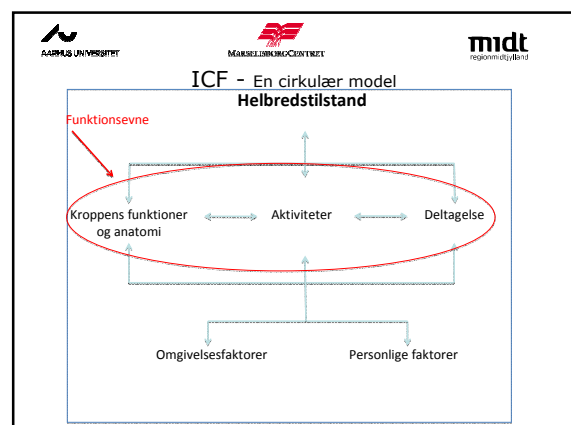 AARHUS UNIVERSITET
MARSELISBORGCENTRET
midt
regionmidtjylland
ICF - En cirkulær model
Helbredstilstand
Funktionsevne
Kroppens funktioner
og anatomi
Aktiviteter
Deltagelse
Omgivelsesfaktorer
Personlige faktorer